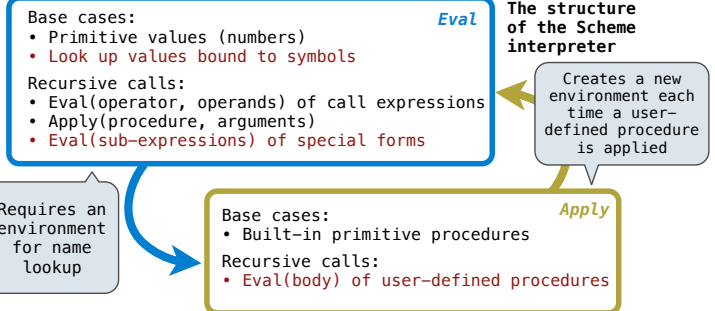 Base cases:
Eval
• Primitive values (numbers)
• Look up values bound to symbols
Recursive calls:
• Eval(operator, operands) of call expressions
• Apply(procedure, arguments)
• Eval(sub-expressions) of special forms
The structure
of the Scheme
interpreter
Creates a new
environment each
time a user-
defined procedure
is applied
Requires an
environment
for name
lookup
Base cases:
Apply
• Built-in primitive procedures
Recursive calls:
• Eval(body) of user-defined procedures